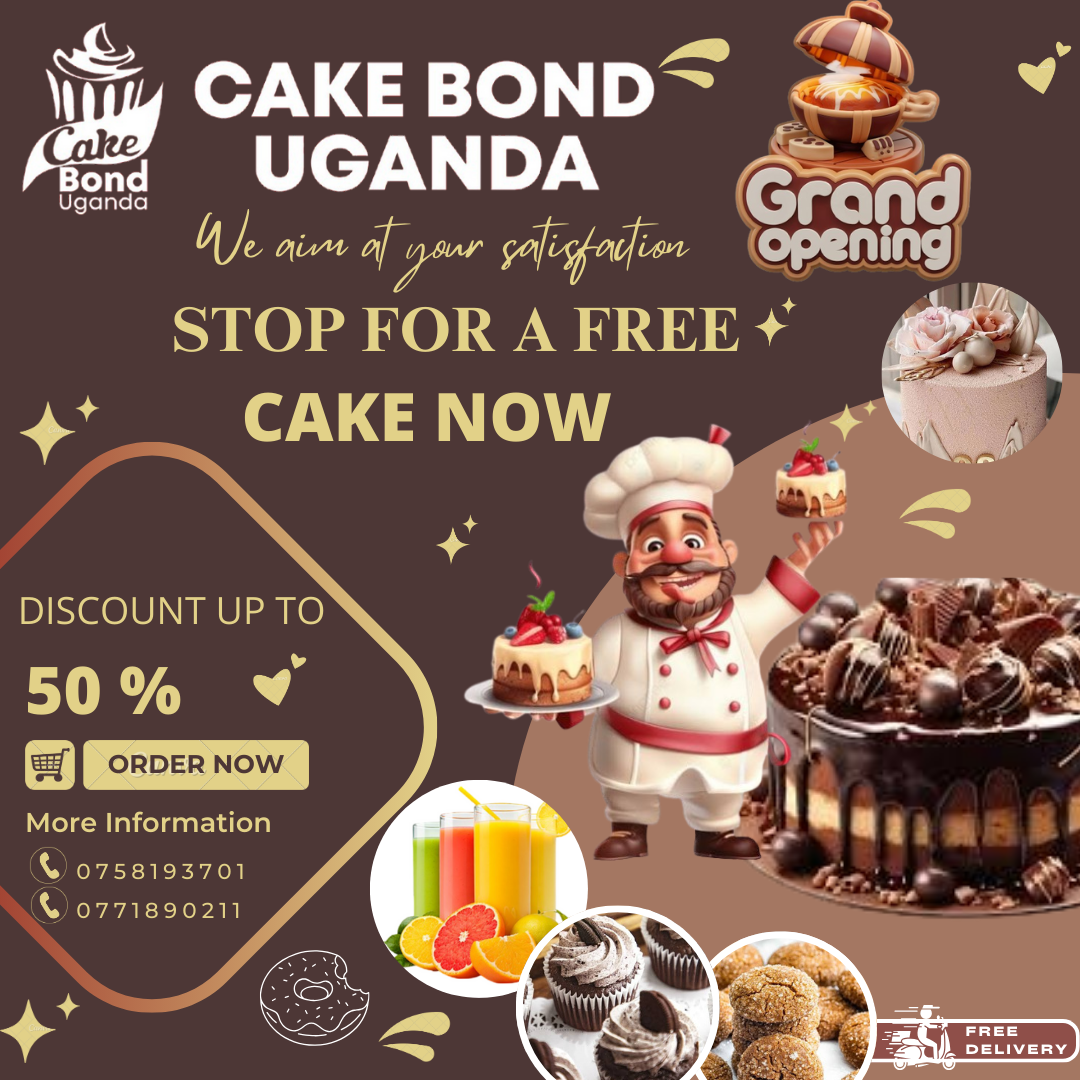 Cake
Bond
Uganda
CAKE BOND
UGANDA
Grand
opening
We aim at your satisfaction
STOP FOR A FREE
CAKE NOW
DISCOUNT UP TO
50 %
ORDER NOW
More Information
0758193701
0771890211
FREE
DELIVERY